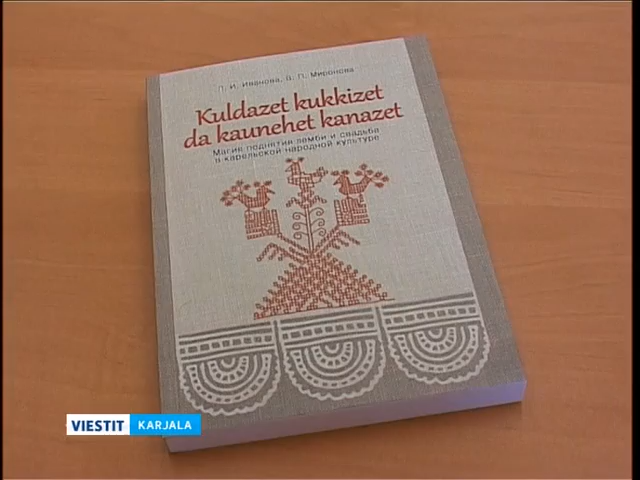 Л. И. Иванова, В. П. Миронова
Kuldazet kukkizet
da kaunehet kanazet
Магия поднятия лемби и свадьба
в карельской народной культуре
VIESTIT KARJALA